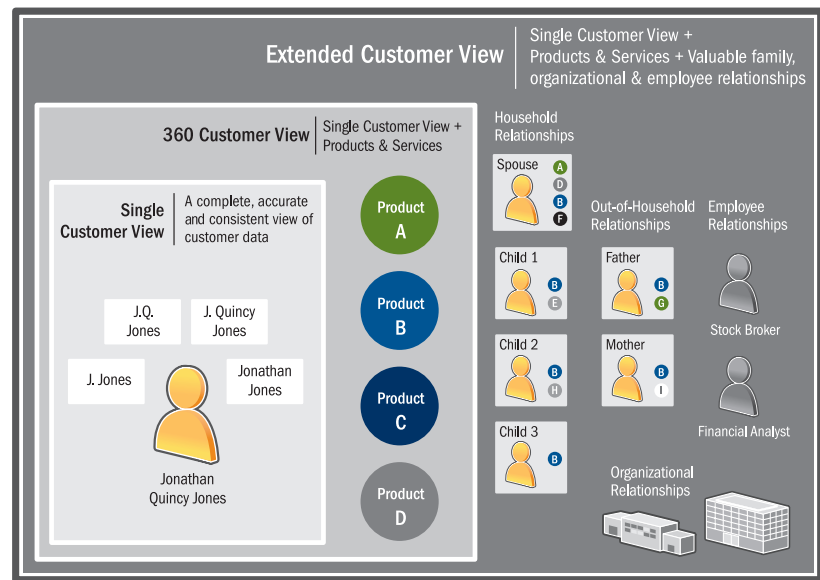 Extended Customer View
Single Customer View +
Products & Services + Valuable family,
organizational & employee relationships
360 Customer View
Single Customer View +
Products & Services
Single
Customer View
A complete, accurate
and consistent view of
customer data
J.Q.
Jones
J. Quincy
Jones
J. Jones
Jonathan
Jones
Jonathan
Quincy Jones
Product
A
Product
B
Product
C
Product
D
Household
Relationships
Spouse
A
D
B
F
Child 1
B
E
Child 2
B
H
Child 3
B
Out-of-Household
Relationships
Father
B
G
Mother
B
I
Employee
Relationships
Stock Broker
Financial Analyst
Organizational
Relationships